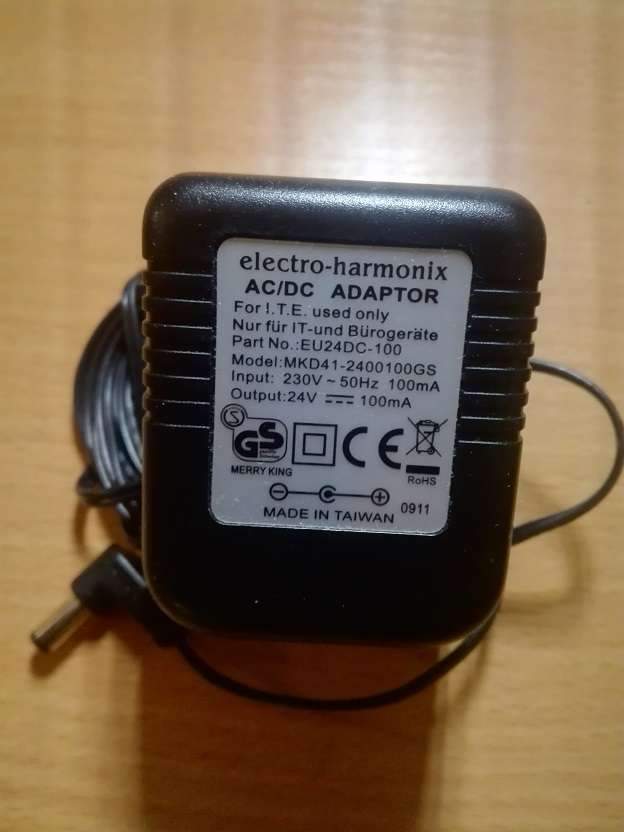 electro-harmonix
AC/DC ADAPTOR
For I.T.E. used only
Nur für IT-und Bürogeräte
Part No.:EU24DC-100
Model:MKD41-2400100GS
Input: 230V ~ 50Hz 100mA
Output:24V ⎓ 100mA
S GS CE
MERRY KING
RoHS
MADE IN TAIWAN 0911